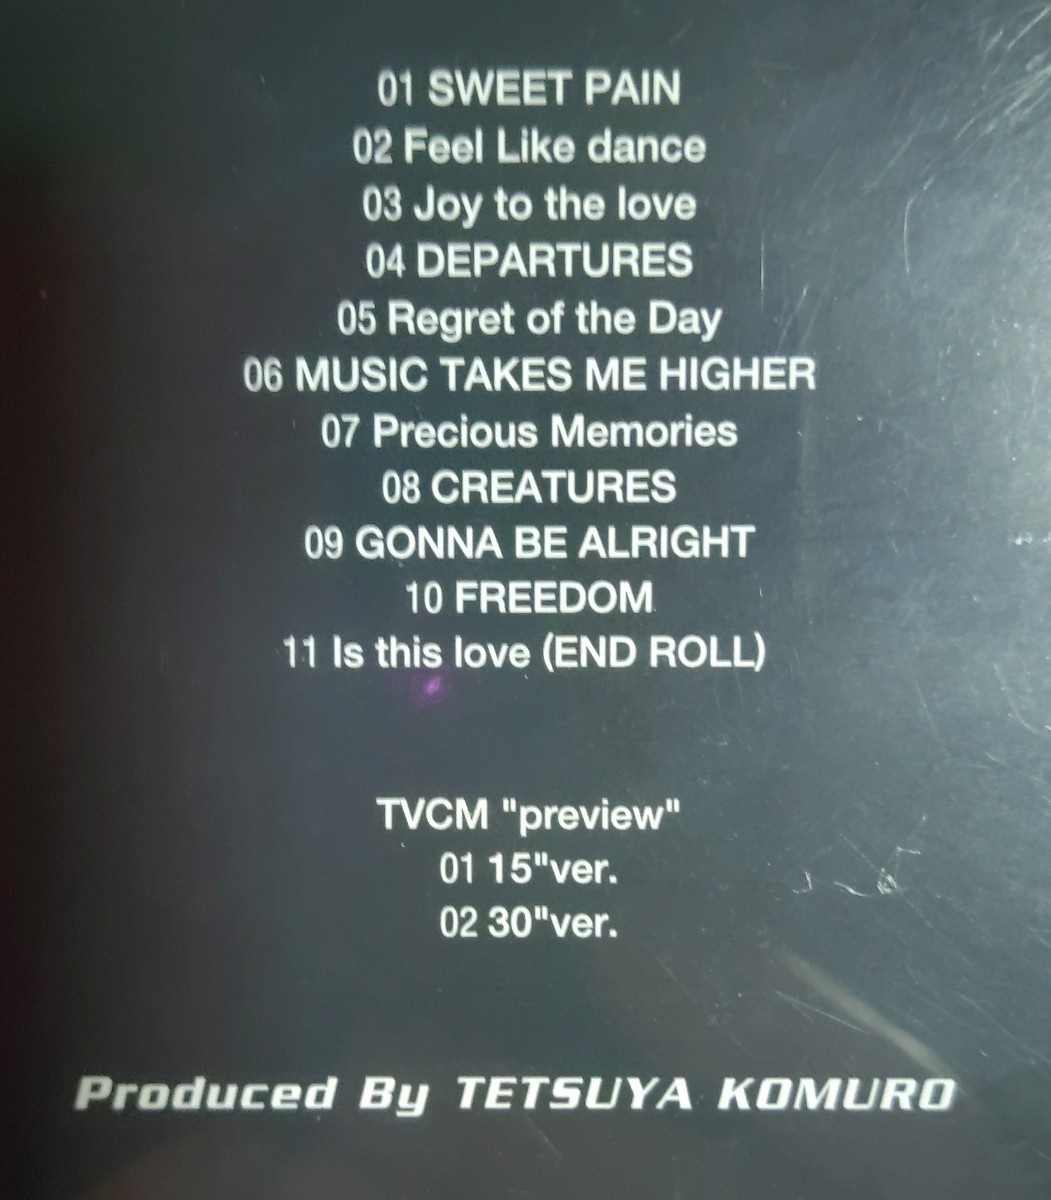 01 SWEET PAIN
02 Feel Like dance
03 Joy to the love
04 DEPARTURES
05 Regret of the Day
06 MUSIC TAKES ME HIGHER
07 Precious Memories
08 CREATURES
09 GONNA BE ALRIGHT
10 FREEDOM
11 Is this love (END ROLL)
TVCM "preview"
01 15"ver.
02 30"ver.
Produced By TETSUYA KOMURO